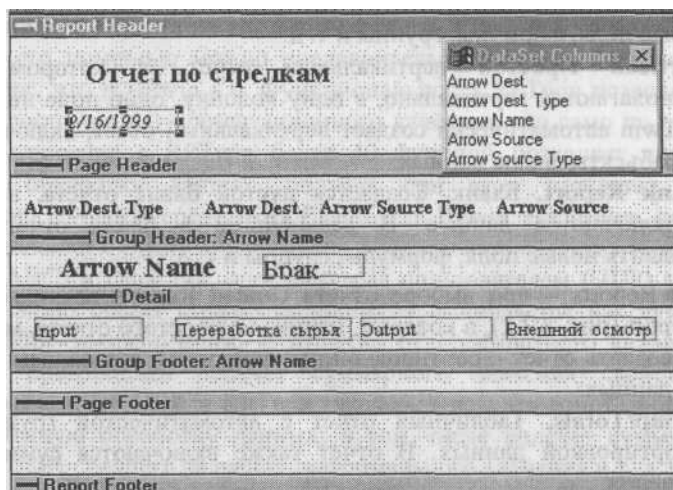 Report Header
DataSet Columns
Отчет по стрелкам
Arrow Dest.
Arrow Dest. Type
Arrow Name
Arrow Source
Arrow Source Type
/16/1999
Page Header
Arrow Dest. Type Arrow Dest. Arrow Source Type Arrow Source
Group Header: Arrow Name
Arrow Name Брак
Detail
Input Переработка сырья Output Внешний осмотр
Group Footer: Arrow Name
Page Footer
Report Footer